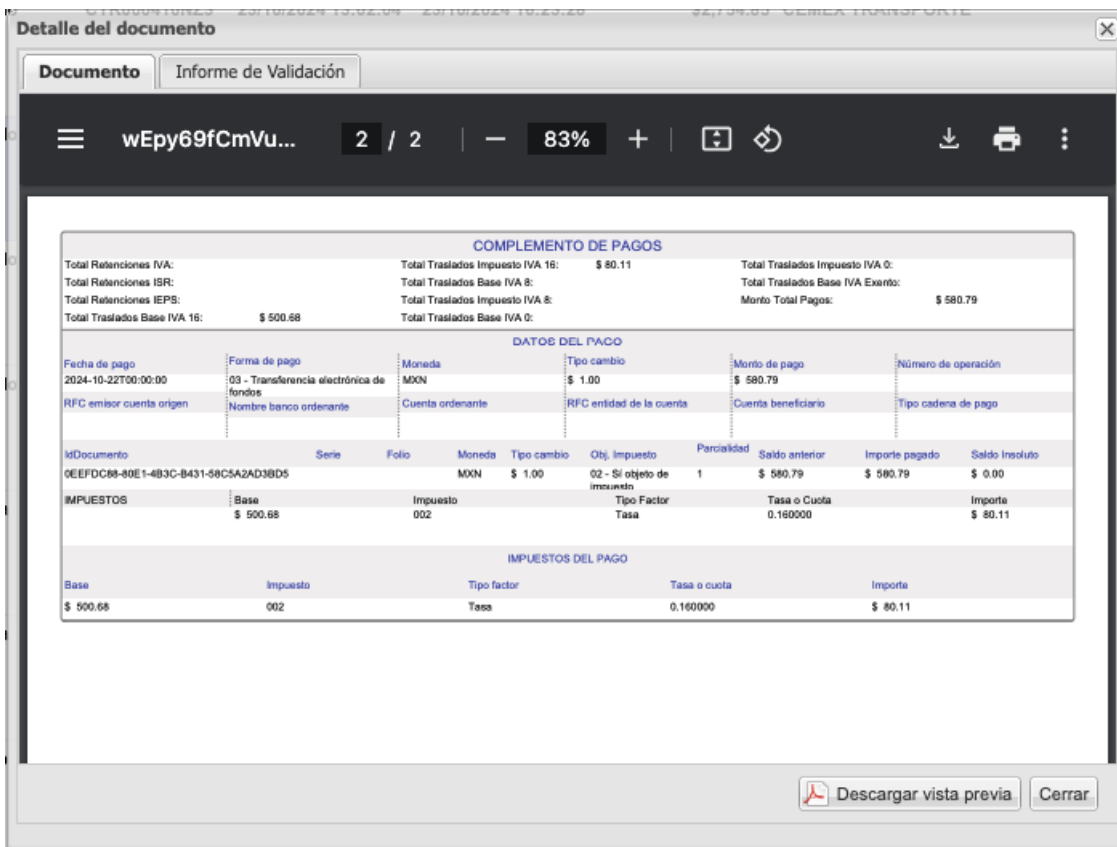 Detalle del documento
Documento Informe de Validación
wEpy69fCmVu... 2 / 2 83%
COMPLEMENTO DE PAGOS
Total Retenciones IVA: Total Traslados Impuesto IVA 16: $ 80.11 Total Traslados Impuesto IVA 0:
Total Retenciones ISR: Total Traslados Base IVA 8: Total Traslados Base IVA Exento:
Total Retenciones IEPS: Total Traslados Impuesto IVA 8: Monto Total Pagos: $ 580.79
Total Traslados Base IVA 16: $ 500.68 Total Traslados Base IVA 0:
DATOS DEL PAGO
Fecha de pago Forma de pago Moneda Tipo cambio Monto de pago Número de operación
2024-10-22T00:00:00 03 - Transferencia electrónica de MXN $ 1.00 $ 580.79
fondos
RFC emisor cuenta origen Nombre banco ordenante Cuenta ordenante RFC entidad de la cuenta Cuenta beneficiario Tipo cadena de pago
IdDocumento Serie Folio Moneda Tipo cambio Obj. Impuesto Parcialidad Saldo anterior Importe pagado Saldo Insoluto
0EEFDC88-80E1-4B3C-B431-58C5A2AD3BD5 MXN $ 1.00 02 - Sí objeto de 1 $ 580.79 $ 580.79 $ 0.00
impuesto
IMPUESTOS Base Impuesto Tipo Factor Tasa o Cuota Importe
$ 500.68 002 Tasa 0.160000 $ 80.11
IMPUESTOS DEL PAGO
Base Impuesto Tipo factor Tasa o cuota Importe
$ 500.68 002 Tasa 0.160000 $ 80.11
Descargar vista previa Cerrar